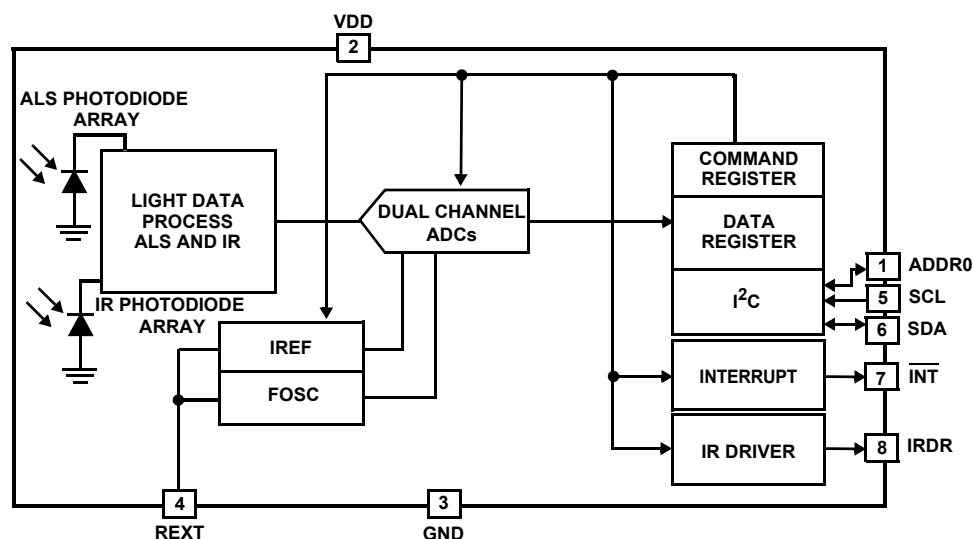 VDD
2
ALS PHOTODIODE
ARRAY
LIGHT DATA
PROCESS
ALS AND IR
DUAL CHANNEL
ADCs
COMMAND
REGISTER
DATA
REGISTER
I²C
1 ADDR0
5 SCL
6 SDA
IR PHOTODIODE
ARRAY
IREF
FOSC
INTERRUPT
7 I̅N̅T̅
IR DRIVER
8 IRDR
4
REXT
3
GND